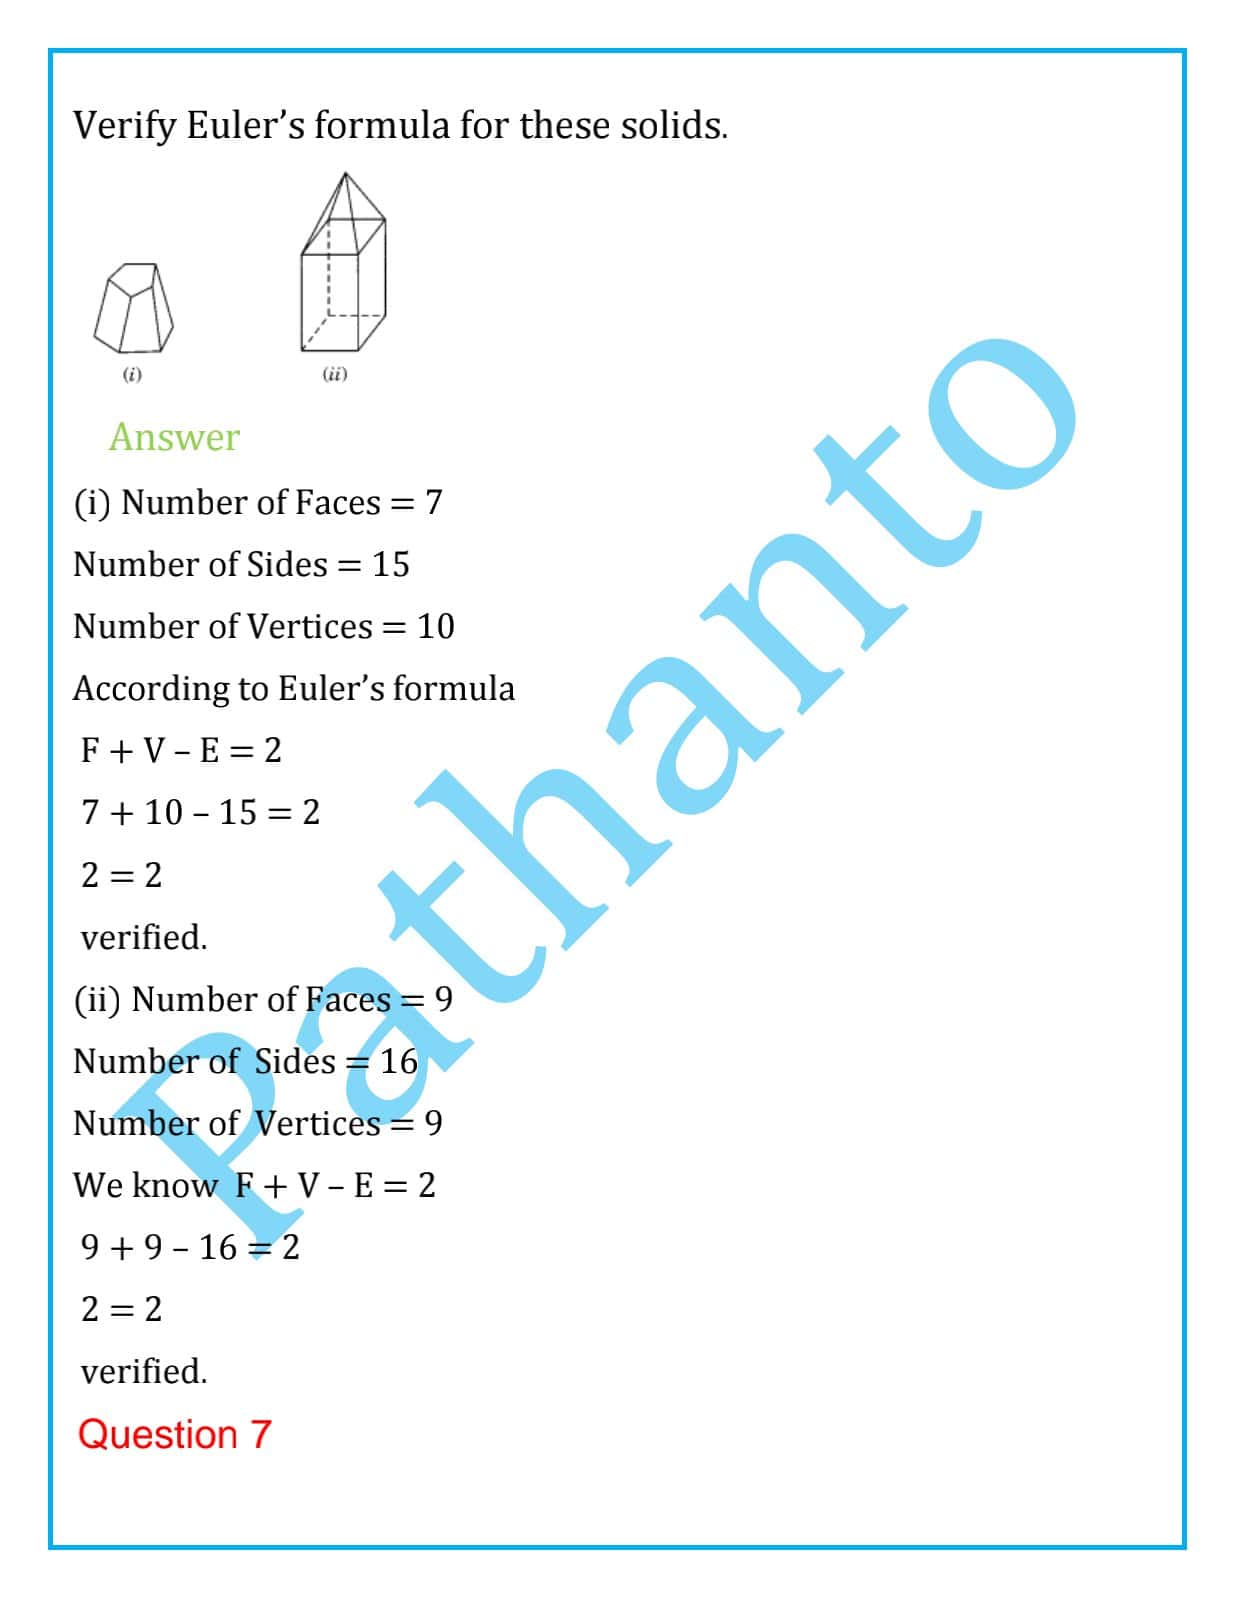 Verify Euler’s formula for these solids.
(i)
(ii)
Answer
(i) Number of Faces = 7
Number of Sides = 15
Number of Vertices = 10
According to Euler’s formula
F + V – E = 2
7 + 10 – 15 = 2
2 = 2
verified.
(ii) Number of Faces = 9
Number of  Sides = 16
Number of  Vertices = 9
We know  F + V – E = 2
9 + 9 – 16 = 2
2 = 2
verified.
Question 7
Pathanto